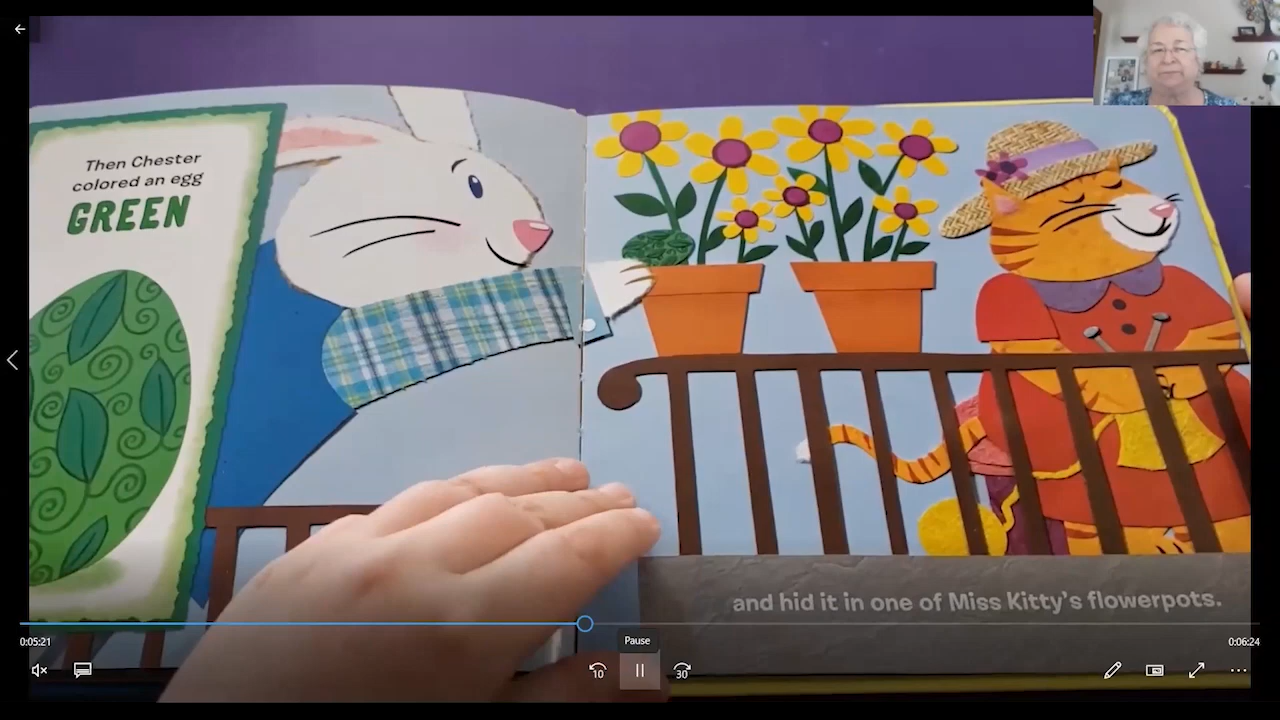 Then Chester
colored an egg
GREEN
and hid it in one of Miss Kitty's flowerpots.
Pause
0:05:21
0:06:24
10
30